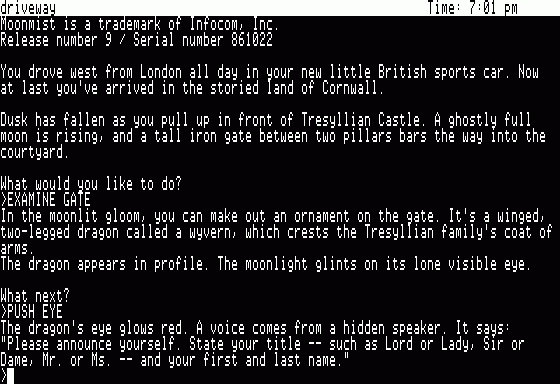 driveway Time: 7:01 pm
Moonmist is a trademark of Infocom, Inc.
Release number 9 / Serial number 861022
You drove west from London all day in your new little British sports car. Now
at last you've arrived in the storied land of Cornwall.
Dusk has fallen as you pull up in front of Tresyllian Castle. A ghostly full
moon is rising, and a tall iron gate between two pillars bars the way into the
courtyard.
What would you like to do?
>EXAMINE GATE
In the moonlit gloom, you can make out an ornament on the gate. It's a winged,
two-legged dragon called a wyvern, which crests the Tresyllian family's coat of
arms.
The dragon appears in profile. The moonlight glints on its lone visible eye.
What next?
>PUSH EYE
The dragon's eye glows red. A voice comes from a hidden speaker. It says:
"Please announce yourself. State your title -- such as Lord or Lady, Sir or
Dame, Mr. or Ms. -- and your first and last name."
>